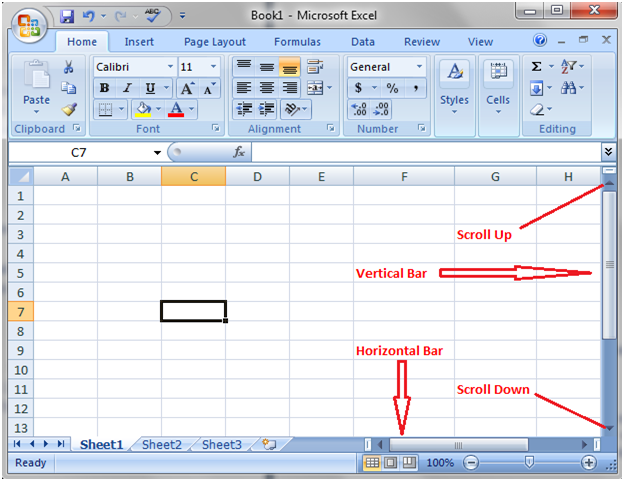 Book1 - Microsoft Excel
Home Insert Page Layout Formulas Data Review View
Calibri 11 General
Paste B I U A A $ % , Styles Cells Σ
Clipboard Font Alignment Number Editing
C7 fx
A B C D E F G H
1
2
3 Scroll Up
4
5 Vertical Bar
6
7
8
9 Horizontal Bar
10
11 Scroll Down
12
13
Sheet1 Sheet2 Sheet3
Ready 100%